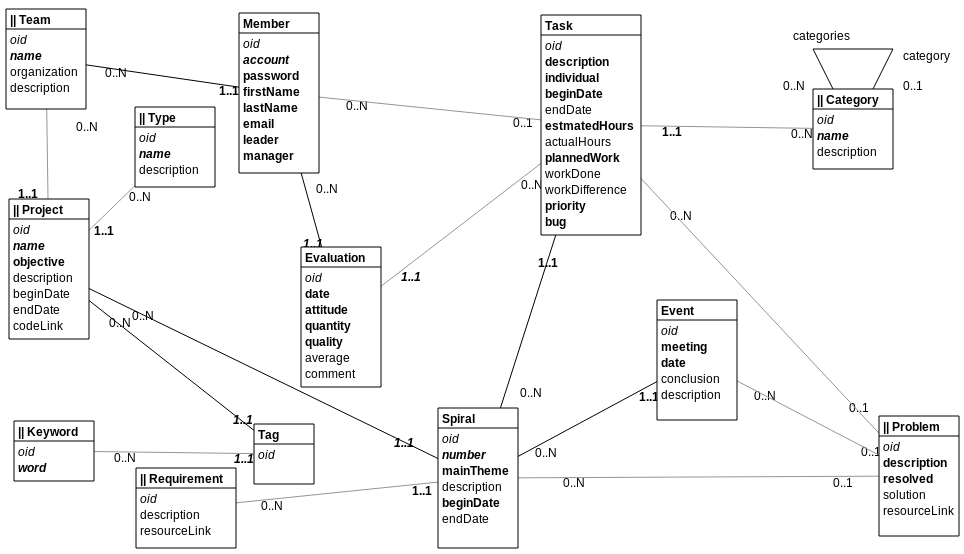 || Team
oid
name
organization
description
0..N
0..N
1..1
Member
oid
account
password
firstName
lastName
email
leader
manager
1..1
0..N
0..N
Task
oid
description
individual
beginDate
endDate
estmatedHours
actualHours
plannedWork
workDone
workDifference
priority
bug
0..1
0..N
1..1
0..N
1..1
categories
category
0..N
0..1
|| Category
oid
name
description
0..N
|| Type
oid
name
description
0..N
1..1
|| Project
oid
name
objective
description
beginDate
endDate
codeLink
0..N
0..N
1..1
Evaluation
oid
date
attitude
quantity
quality
average
comment
1..1
Event
oid
meeting
date
conclusion
description
1..1
0..N
|| Keyword
oid
word
0..N
1..1
Tag
oid
1..1
|| Requirement
oid
description
resourceLink
0..N
0..N
1..1
1..1
Spiral
oid
number
mainTheme
description
beginDate
endDate
0..N
0..N
0..1
0..1
0..1
|| Problem
oid
description
resolved
solution
resourceLink